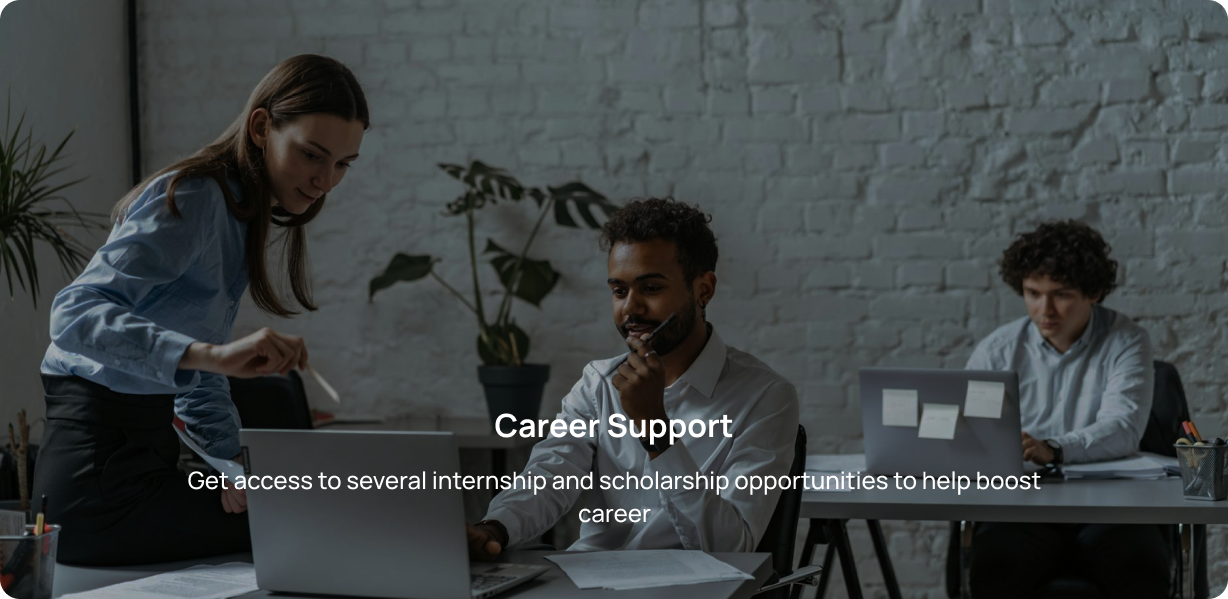 Career Support
Get access to several internship and scholarship opportunities to help boost
career